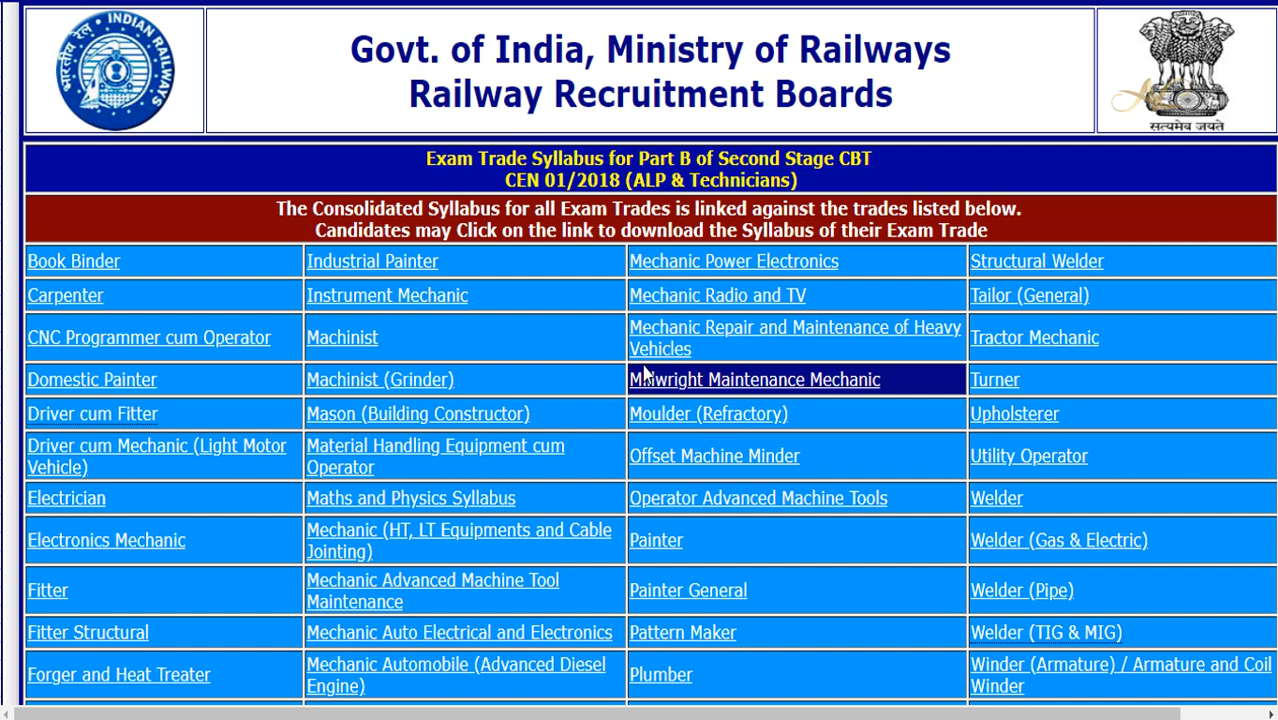 भारतीय रेल
INDIAN RAILWAYS
Govt. of India, Ministry of Railways
Railway Recruitment Boards
सत्यमेव जयते
Exam Trade Syllabus for Part B of Second Stage CBT
CEN 01/2018 (ALP & Technicians)
The Consolidated Syllabus for all Exam Trades is linked against the trades listed below.
Candidates may Click on the link to download the Syllabus of their Exam Trade
Book Binder
Industrial Painter
Mechanic Power Electronics
Structural Welder
Carpenter
Instrument Mechanic
Mechanic Radio and TV
Tailor (General)
CNC Programmer cum Operator
Machinist
Mechanic Repair and Maintenance of Heavy
Vehicles
Tractor Mechanic
Domestic Painter
Machinist (Grinder)
Millwright Maintenance Mechanic
Turner
Driver cum Fitter
Mason (Building Constructor)
Moulder (Refractory)
Upholsterer
Driver cum Mechanic (Light Motor
Vehicle)
Material Handling Equipment cum
Operator
Offset Machine Minder
Utility Operator
Electrician
Maths and Physics Syllabus
Operator Advanced Machine Tools
Welder
Electronics Mechanic
Mechanic (HT, LT Equipments and Cable
Jointing)
Painter
Welder (Gas & Electric)
Fitter
Mechanic Advanced Machine Tool
Maintenance
Painter General
Welder (Pipe)
Fitter Structural
Mechanic Auto Electrical and Electronics
Pattern Maker
Welder (TIG & MIG)
Forger and Heat Treater
Mechanic Automobile (Advanced Diesel
Engine)
Plumber
Winder (Armature) / Armature and Coil
Winder